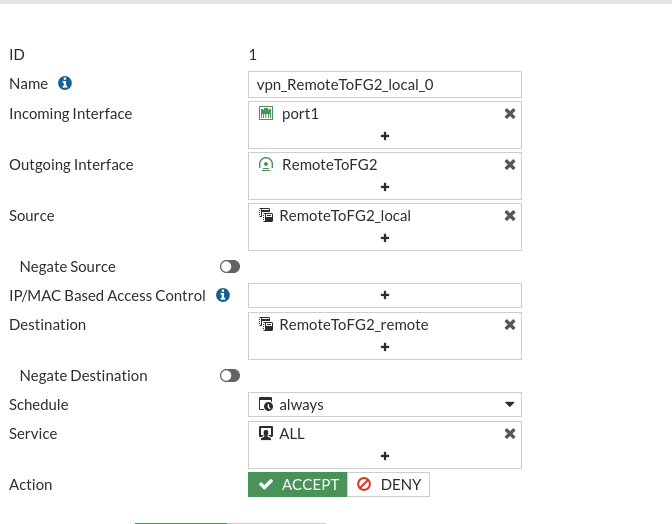 ID 1
Name vpn_RemoteToFG2_local_0
Incoming Interface port1
+
Outgoing Interface RemoteToFG2
+
Source RemoteToFG2_local
+
Negate Source
IP/MAC Based Access Control +
Destination RemoteToFG2_remote
+
Negate Destination
Schedule always
Service ALL
+
Action ACCEPT DENY